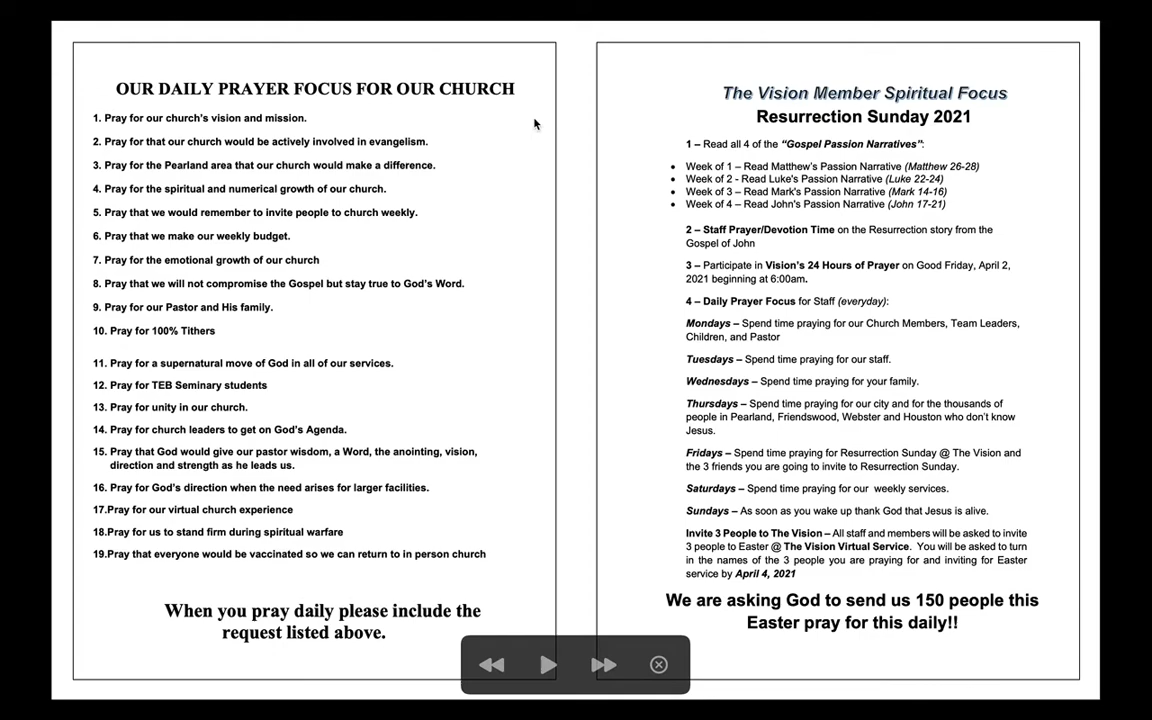 OUR DAILY PRAYER FOCUS FOR OUR CHURCH
1. Pray for our church's vision and mission.
2. Pray for that our church would be actively involved in evangelism.
3. Pray for the Pearland area that our church would make a difference.
4. Pray for the spiritual and numerical growth of our church.
5. Pray that we would remember to invite people to church weekly.
6. Pray that we make our weekly budget.
7. Pray for the emotional growth of our church
8. Pray that we will not compromise the Gospel but stay true to God's Word.
9. Pray for our Pastor and His family.
10. Pray for 100% Tithers
11. Pray for a supernatural move of God in all of our services.
12. Pray for TEB Seminary students
13. Pray for unity in our church.
14. Pray for church leaders to get on God's Agenda.
15. Pray that God would give our pastor wisdom, a Word, the anointing, vision,
direction and strength as he leads us.
16. Pray for God's direction when the need arises for larger facilities.
17.Pray for our virtual church experience
18.Pray for us to stand firm during spiritual warfare
19.Pray that everyone would be vaccinated so we can return to in person church
When you pray daily please include the
request listed above.
The Vision Member Spiritual Focus
Resurrection Sunday 2021
1 – Read all 4 of the "Gospel Passion Narratives":
• Week of 1 – Read Matthew's Passion Narrative (Matthew 26-28)
• Week of 2 - Read Luke's Passion Narrative (Luke 22-24)
• Week of 3 – Read Mark's Passion Narrative (Mark 14-16)
• Week of 4 – Read John's Passion Narrative (John 17-21)
2 – Staff Prayer/Devotion Time on the Resurrection story from the
Gospel of John
3 – Participate in Vision's 24 Hours of Prayer on Good Friday, April 2,
2021 beginning at 6:00am.
4 – Daily Prayer Focus for Staff (everyday):
Mondays – Spend time praying for our Church Members, Team Leaders,
Children, and Pastor
Tuesdays – Spend time praying for our staff.
Wednesdays – Spend time praying for your family.
Thursdays – Spend time praying for our city and for the thousands of
people in Pearland, Friendswood, Webster and Houston who don't know
Jesus.
Fridays – Spend time praying for Resurrection Sunday @ The Vision and
the 3 friends you are going to invite to Resurrection Sunday.
Saturdays – Spend time praying for our weekly services.
Sundays – As soon as you wake up thank God that Jesus is alive.
Invite 3 People to The Vision – All staff and members will be asked to invite
3 people to Easter @ The Vision Virtual Service. You will be asked to turn
in the names of the 3 people you are praying for and inviting for Easter
service by April 4, 2021
We are asking God to send us 150 people this
Easter pray for this daily!!